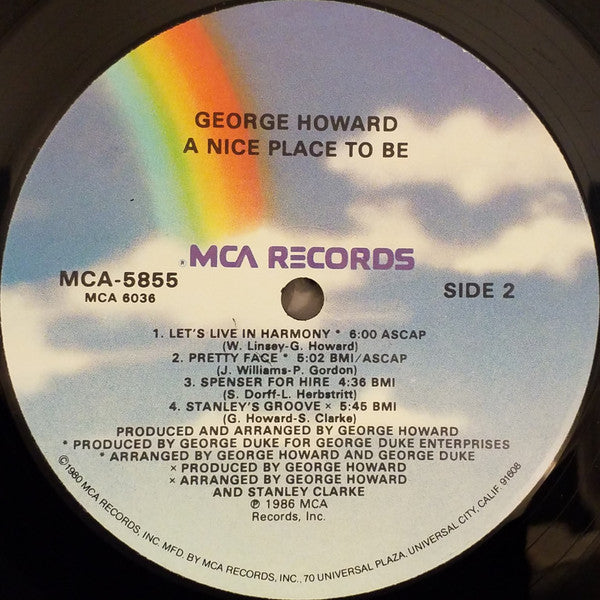 GEORGE HOWARD
A NICE PLACE TO BE
®MCA RECORDS
MCA-5855
MCA 6036
SIDE 2
1. LET'S LIVE IN HARMONY * 6:00 ASCAP
(W. Linsey-G. Howard)
2. PRETTY FACE * 5:02 BMI/ASCAP
(J. Williams-P. Gordon)
3. SPENSER FOR HIRE 4:36 BMI
(S. Dorff-L. Herbstritt)
4. STANLEY'S GROOVE × 5:45 BMI
(G. Howard-S. Clarke)
PRODUCED AND ARRANGED BY GEORGE HOWARD
* PRODUCED BY GEORGE DUKE FOR GEORGE DUKE ENTERPRISES
* ARRANGED BY GEORGE HOWARD AND GEORGE DUKE
× PRODUCED BY GEORGE HOWARD
× ARRANGED BY GEORGE HOWARD
AND STANLEY CLARKE
℗ 1986 MCA
Records, Inc.
©1980 MCA RECORDS, INC. MFD. BY MCA RECORDS, INC., 70 UNIVERSAL PLAZA, UNIVERSAL CITY, CALIF. 91608